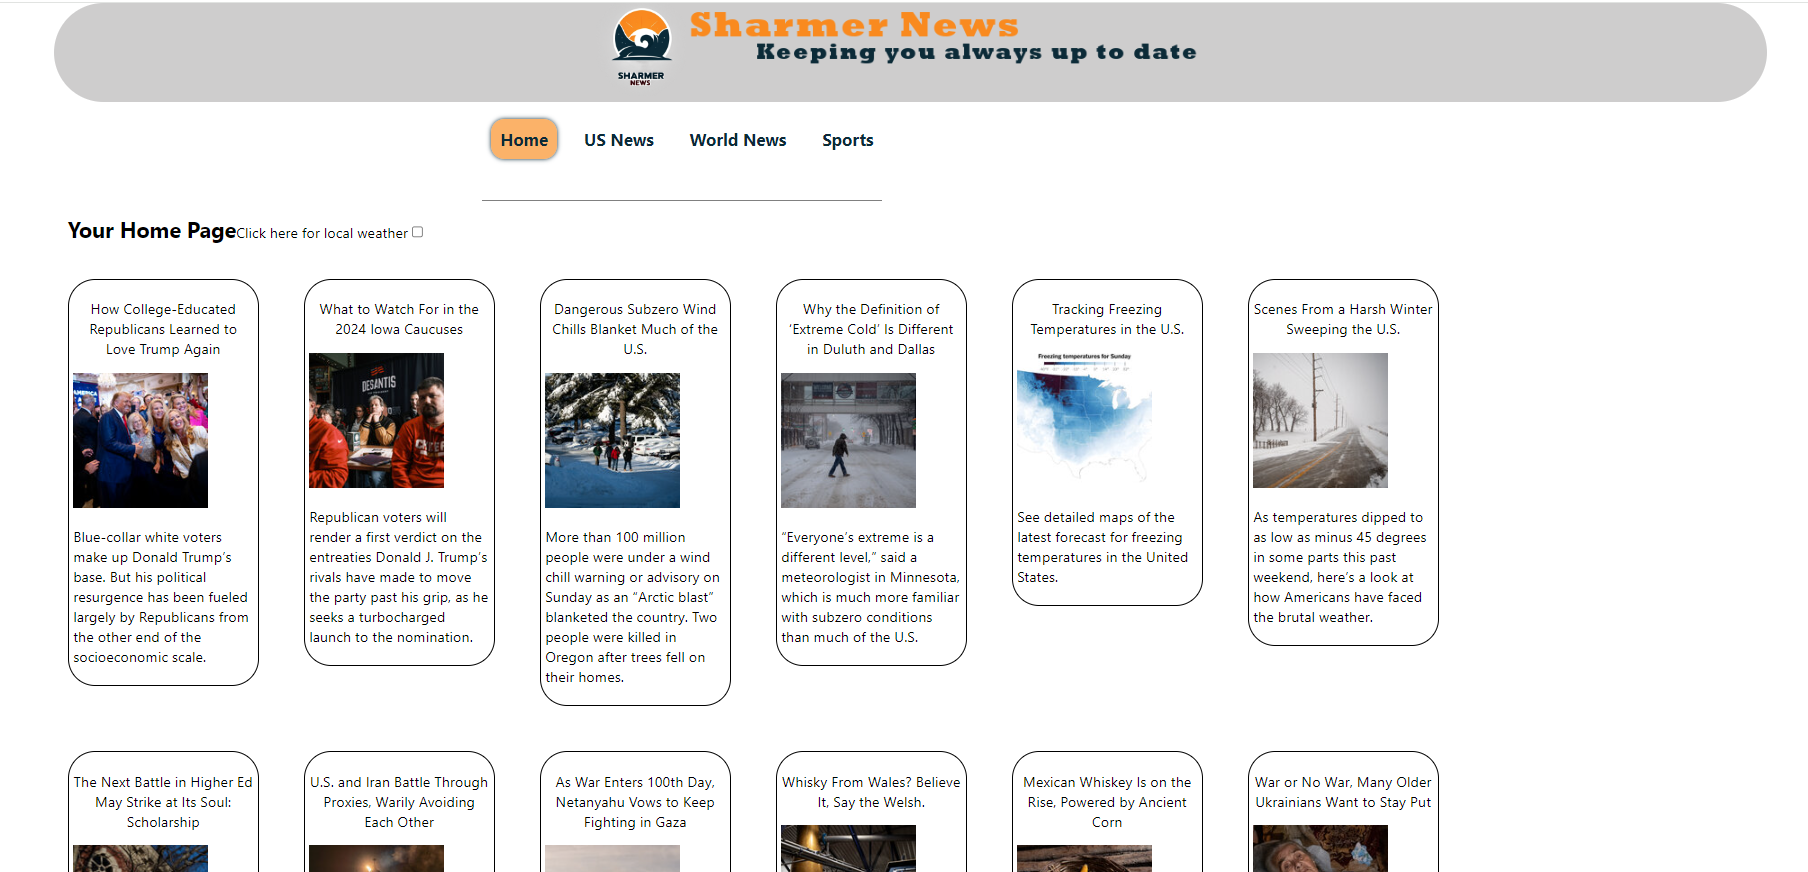 Sharmer News
Keeping you always up to date
SHARMER
NEWS
Home
US News
World News
Sports
Your Home Page
Click here for local weather
How College-Educated
Republicans Learned to
Love Trump Again
Blue-collar white voters
make up Donald Trump’s
base. But his political
resurgence has been fueled
largely by Republicans from
the other end of the
socioeconomic scale.
What to Watch For in the
2024 Iowa Caucuses
DESANTIS
Republican voters will
render a first verdict on the
entreaties Donald J. Trump’s
rivals have made to move
the party past his grip, as he
seeks a turbocharged
launch to the nomination.
Dangerous Subzero Wind
Chills Blanket Much of the
U.S.
More than 100 million
people were under a wind
chill warning or advisory on
Sunday as an “Arctic blast”
blanketed the country. Two
people were killed in
Oregon after trees fell on
their homes.
Why the Definition of
‘Extreme Cold’ Is Different
in Duluth and Dallas
“Everyone’s extreme is a
different level,” said a
meteorologist in Minnesota,
which is much more familiar
with subzero conditions
than much of the U.S.
Tracking Freezing
Temperatures in the U.S.
Freezing temperatures for Sunday
See detailed maps of the
latest forecast for freezing
temperatures in the United
States.
Scenes From a Harsh Winter
Sweeping the U.S.
As temperatures dipped to
as low as minus 45 degrees
in some parts this past
weekend, here’s a look at
how Americans have faced
the brutal weather.
The Next Battle in Higher Ed
May Strike at Its Soul:
Scholarship
U.S. and Iran Battle Through
Proxies, Warily Avoiding
Each Other
As War Enters 100th Day,
Netanyahu Vows to Keep
Fighting in Gaza
Whisky From Wales? Believe
It, Say the Welsh.
Mexican Whiskey Is on the
Rise, Powered by Ancient
Corn
War or No War, Many Older
Ukrainians Want to Stay Put